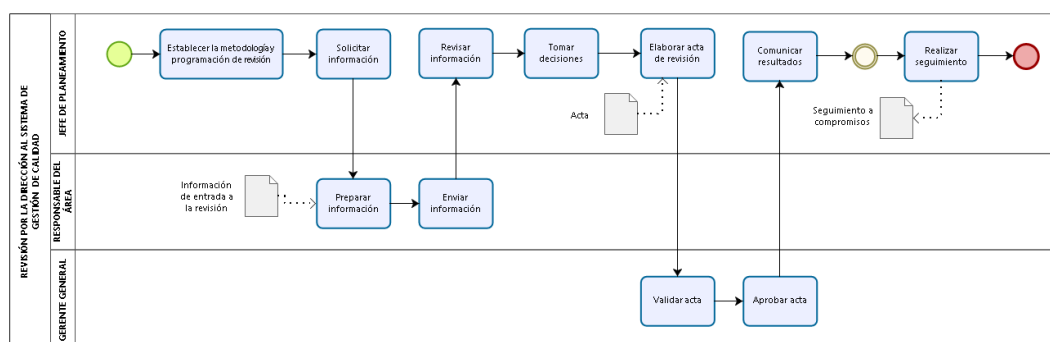 REVISIÓN POR LA DIRECCIÓN AL SISTEMA DE
GESTIÓN DE CALIDAD
JEFE DE PLANEAMIENTO
Establecer la metodología y
programación de revisión
Solicitar
información
Revisar
información
Tomar
decisiones
Elaborar acta
de revisión
Comunicar
resultados
Realizar
seguimiento
Acta
Seguimiento a
compromisos
RESPONSABLE DEL
ÁREA
Información
de entrada a
la revisión
Preparar
información
Enviar
información
GERENTE GENERAL
Validar acta
Aprobar acta